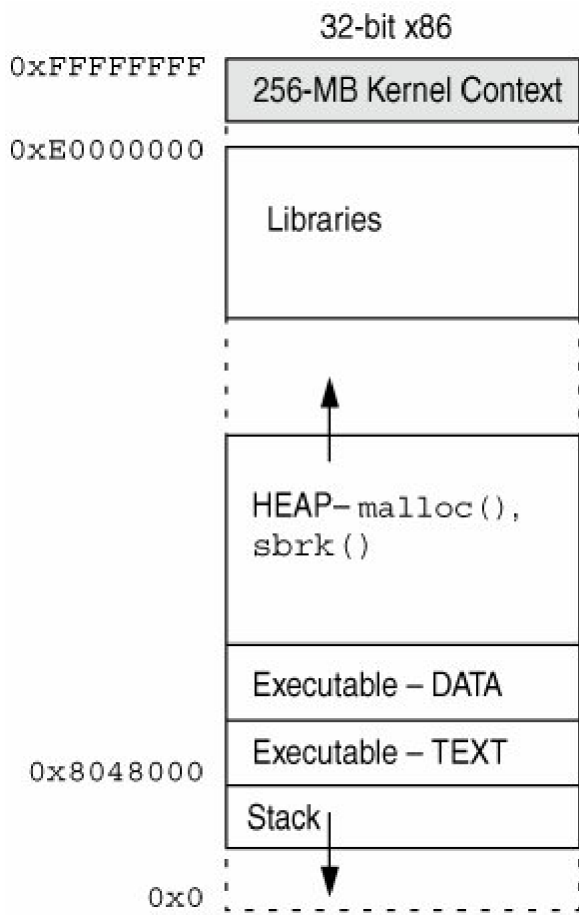 32-bit x86
0xFFFFFFFF
256-MB Kernel Context
0xE0000000
Libraries
HEAP– malloc(),
sbrk()
Executable – DATA
Executable – TEXT
0x8048000
Stack
0x0